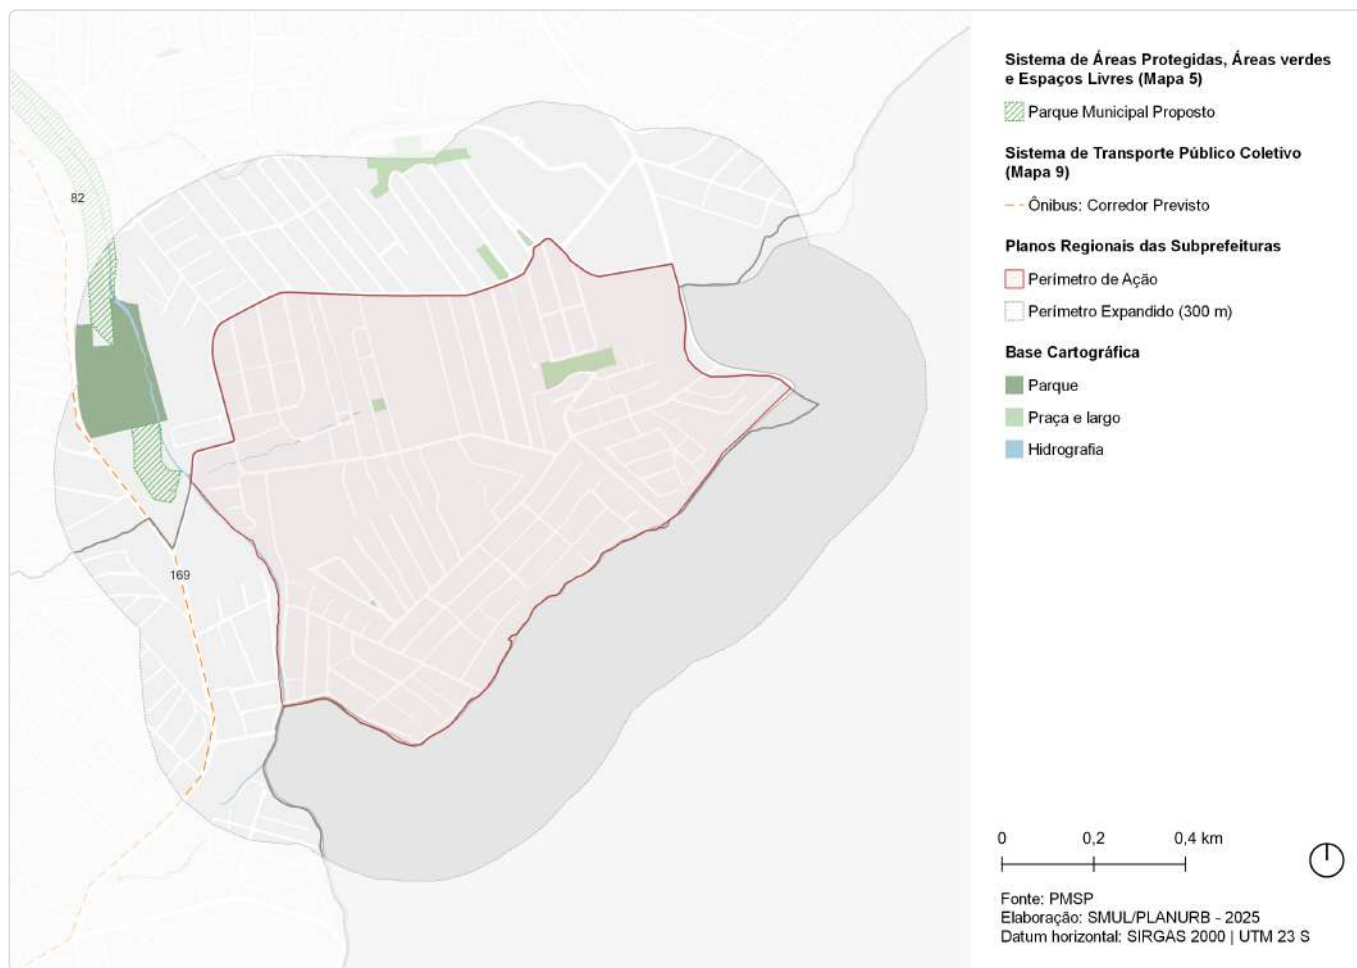 Sistema de Áreas Protegidas, Áreas verdes
e Espaços Livres (Mapa 5)
Parque Municipal Proposto
Sistema de Transporte Público Coletivo
(Mapa 9)
Ônibus: Corredor Previsto
Planos Regionais das Subprefeituras
Perímetro de Ação
Perímetro Expandido (300 m)
Base Cartográfica
Parque
Praça e largo
Hidrografia
82
169
0 0,2 0,4 km
Fonte: PMSP
Elaboração: SMUL/PLANURB - 2025
Datum horizontal: SIRGAS 2000 | UTM 23 S